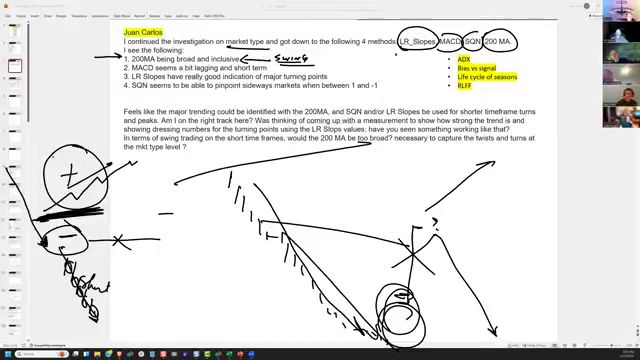 Juan Carlos
I continued the investigation on market type and got down to the following 4 methods: LR_Slopes, MACD, SQN, 200 MA.
I see the following:
1. 200MA being broad and inclusive
SWING
2. MACD seems a bit lagging and short term
3. LR Slopes have really good indication of major turning points
4. SQN seems to be able to pinpoint sideways markets when between 1 and -1
• ADX
• Bias vs signal
• Life cycle of seasons
• RLFF
Feels like the major trending could be identified with the 200MA, and SQN and/or LR Slopes be used for shorter timeframe turns
and peaks. Am I on the right track here? Was thinking of coming up with a measurement to show how strong the trend is and
showing dressing numbers for the turning points using the LR Slops values; have you seen something working like that?
In terms of swing trading on the short time frames, would the 200 MA be too broad? necessary to capture the twists and turns at
the mkt type level ?
+
−
Short
?